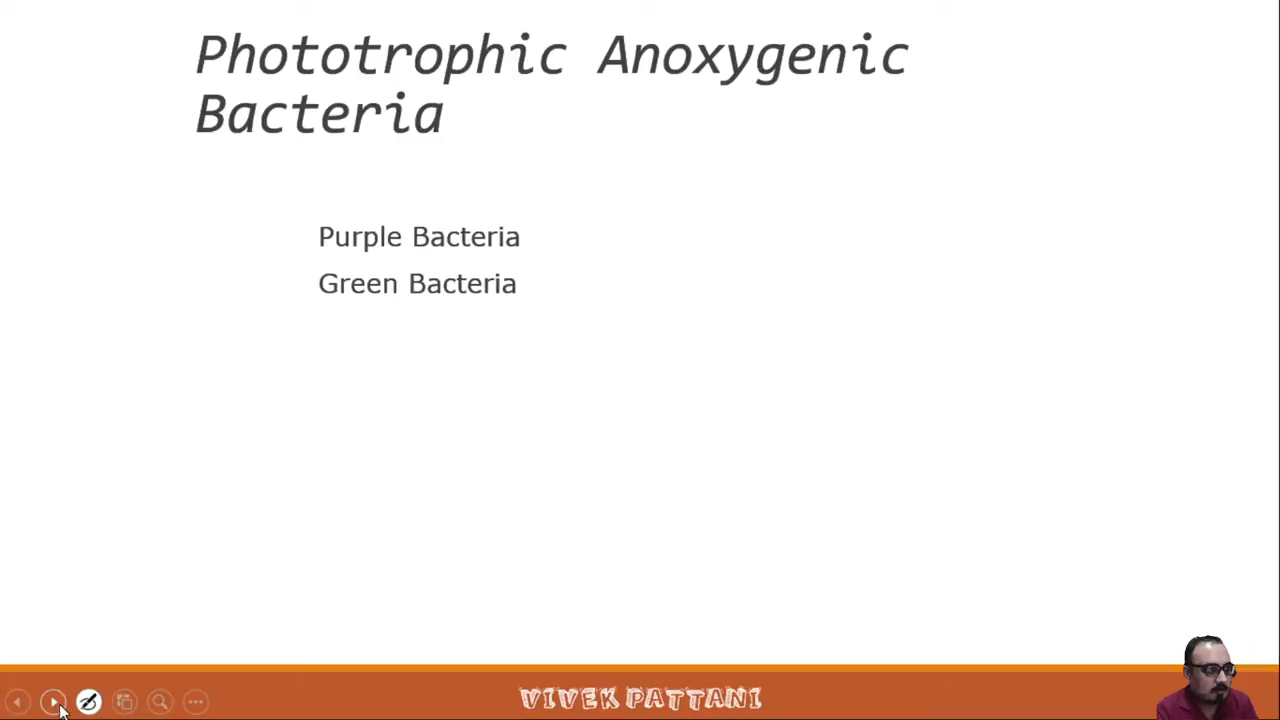 Phototrophic Anoxygenic
Bacteria
Purple Bacteria
Green Bacteria
VIVEK PATTANI